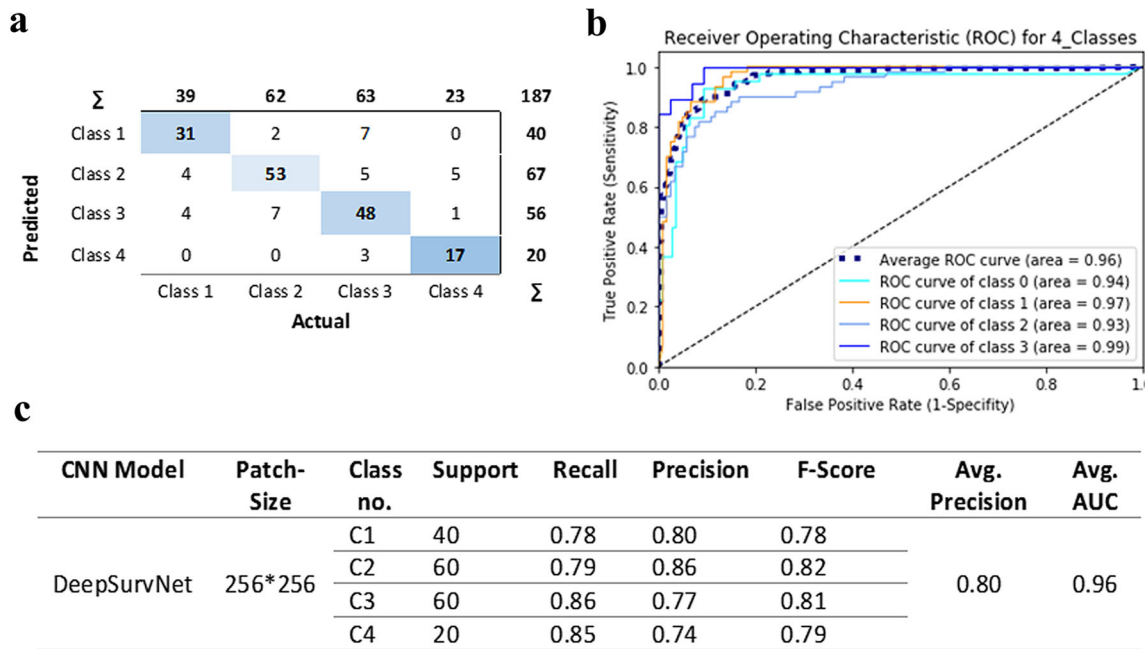 a
Σ 39 62 63 23 187
Class 1 31 2 7 0 40
Class 2 4 53 5 5 67
Class 3 4 7 48 1 56
Class 4 0 0 3 17 20
Class 1 Class 2 Class 3 Class 4 Σ
Actual
Predicted
b
Receiver Operating Characteristic (ROC) for 4_Classes
True Positive Rate (Sensitivity)
1.0
0.8
0.6
0.4
0.2
0.0
Average ROC curve (area = 0.96)
ROC curve of class 0 (area = 0.94)
ROC curve of class 1 (area = 0.97)
ROC curve of class 2 (area = 0.93)
ROC curve of class 3 (area = 0.99)
0.0 0.2 0.4 0.6 0.8 1.0
False Positive Rate (1-Specifity)
c
CNN Model Patch-Size Class no. Support Recall Precision F-Score Avg. Precision Avg. AUC
DeepSurvNet 256*256 C1 40 0.78 0.80 0.78 0.80 0.96
C2 60 0.79 0.86 0.82
C3 60 0.86 0.77 0.81
C4 20 0.85 0.74 0.79